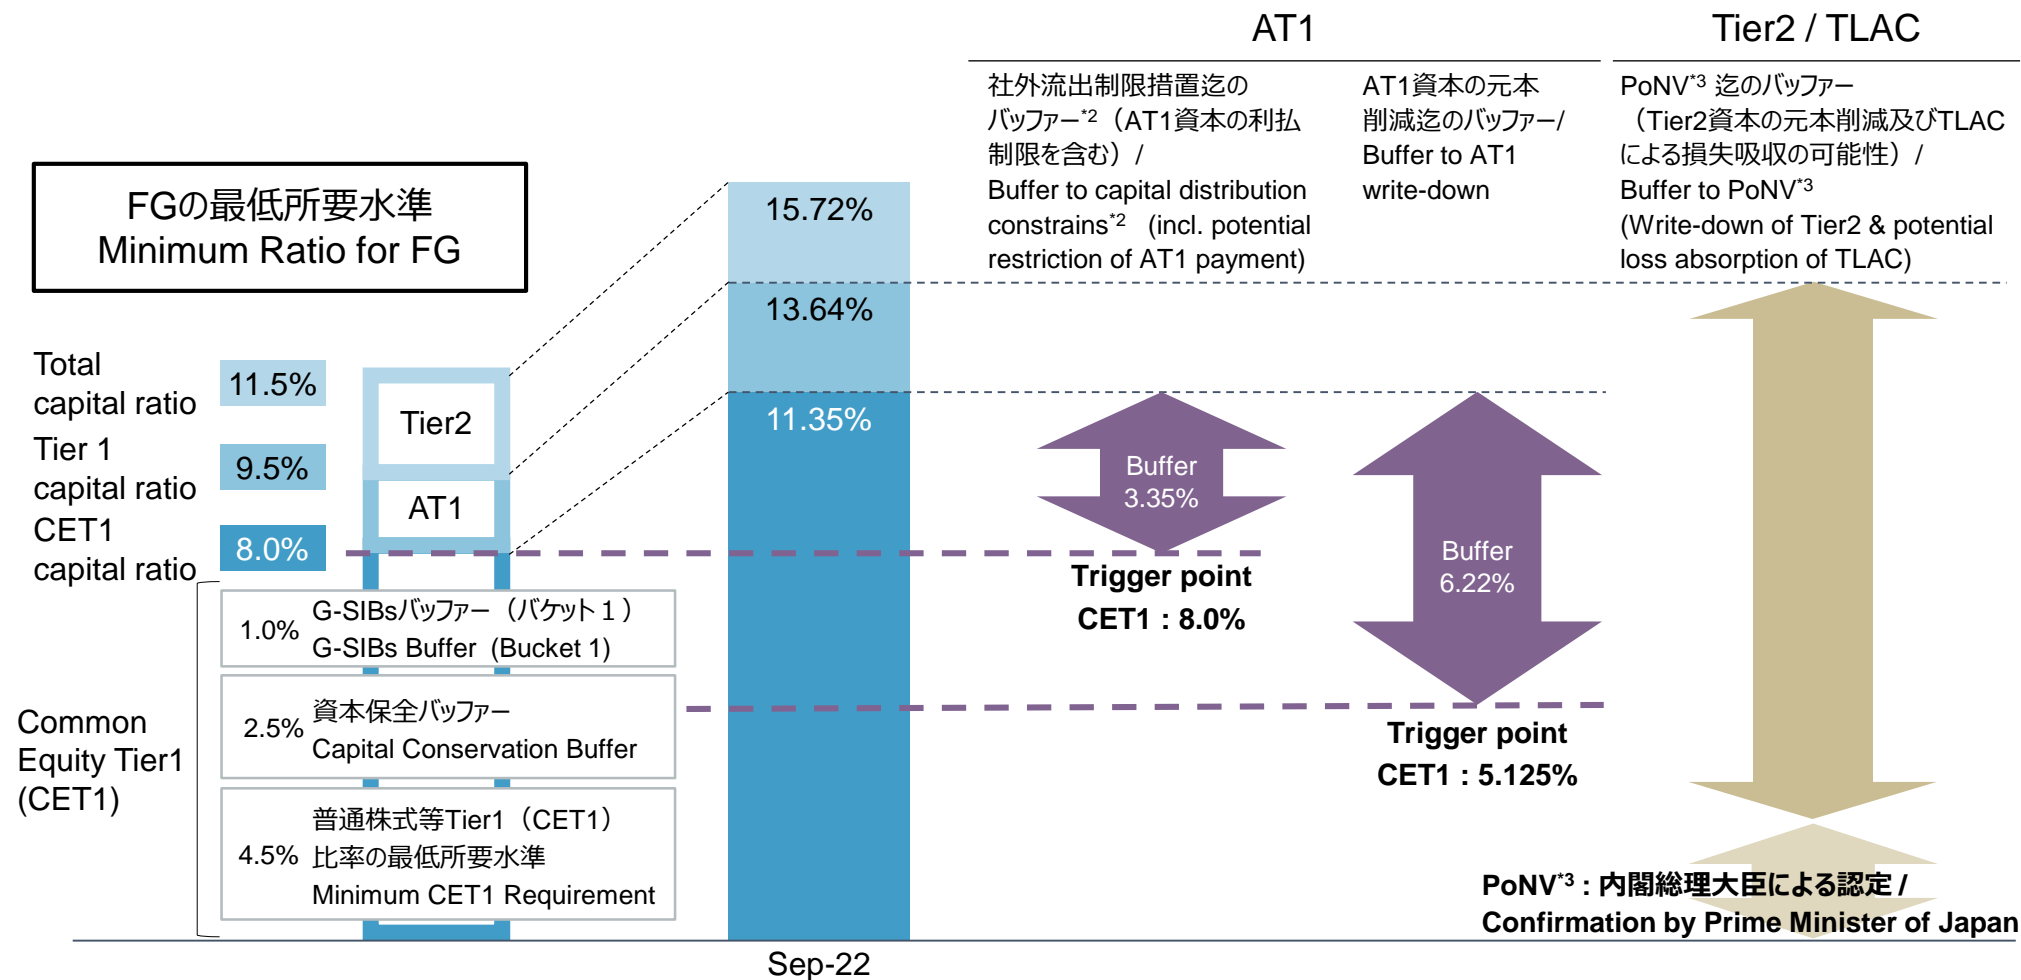 AT1
Tier2 / TLAC
社外流出制限措置迄の
バッファー*2（AT1資本の利払
制限を含む）/
Buffer to capital distribution
constrains*2 (incl. potential
restriction of AT1 payment)
AT1資本の元本
削減迄のバッファー/
Buffer to AT1
write-down
PoNV*3 迄のバッファー
（Tier2資本の元本削減及びTLAC
による損失吸収の可能性）/
Buffer to PoNV*3
(Write-down of Tier2 & potential
loss absorption of TLAC)
FGの最低所要水準
Minimum Ratio for FG
15.72%
13.64%
11.35%
Total
capital ratio
11.5%
Tier 1
capital ratio
9.5%
CET1
capital ratio
8.0%
Tier2
AT1
Buffer
3.35%
Buffer
6.22%
Trigger point
CET1 : 8.0%
Trigger point
CET1 : 5.125%
Common
Equity Tier1
(CET1)
1.0%
G-SIBsバッファー（バケット１）
G-SIBs Buffer (Bucket 1)
2.5%
資本保全バッファー
Capital Conservation Buffer
4.5%
普通株式等Tier1（CET1）
比率の最低所要水準
Minimum CET1 Requirement
PoNV*3 : 内閣総理大臣による認定 /
Confirmation by Prime Minister of Japan
Sep-22